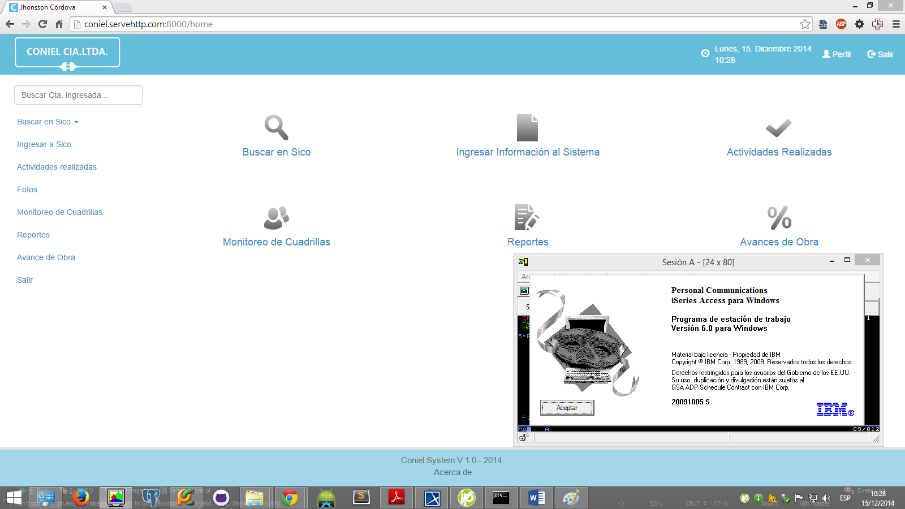 Jhonsson Córdova
coniel.servehttp.com:8000/home
CONIEL CIA.LTDA.
Lunes, 15. Diciembre 2014
10:28
Perfil
Salir
Buscar Cta. Ingresada...
Buscar en Sico
Ingresar a Sico
Actividades realizadas
Fotos
Monitoreo de Cuadrillas
Reportes
Avance de Obra
Salir
Buscar en Sico
Ingresar Información al Sistema
Actividades Realizadas
Monitoreo de Cuadrillas
Reportes
Avances de Obra
Sesión A - [24 x 80]
Personal Communications
iSeries Access para Windows
Programa de estación de trabajo
Versión 6.0 para Windows
Material bajo licencia - Propiedad de IBM
Copyright © IBM Corp. 1989, 2009. Reservados todos los derechos.
Derechos restringidos para los usuarios del Gobierno de los EE.UU. -
Su uso, duplicación y divulgación están sujetos al
GSA ADP Schedule Contract con IBM Corp.
20091005 S
Aceptar
IBM®
09/012
Coniel System V 1.0 - 2014
Acerca de
ESP
10:28
15/12/2014